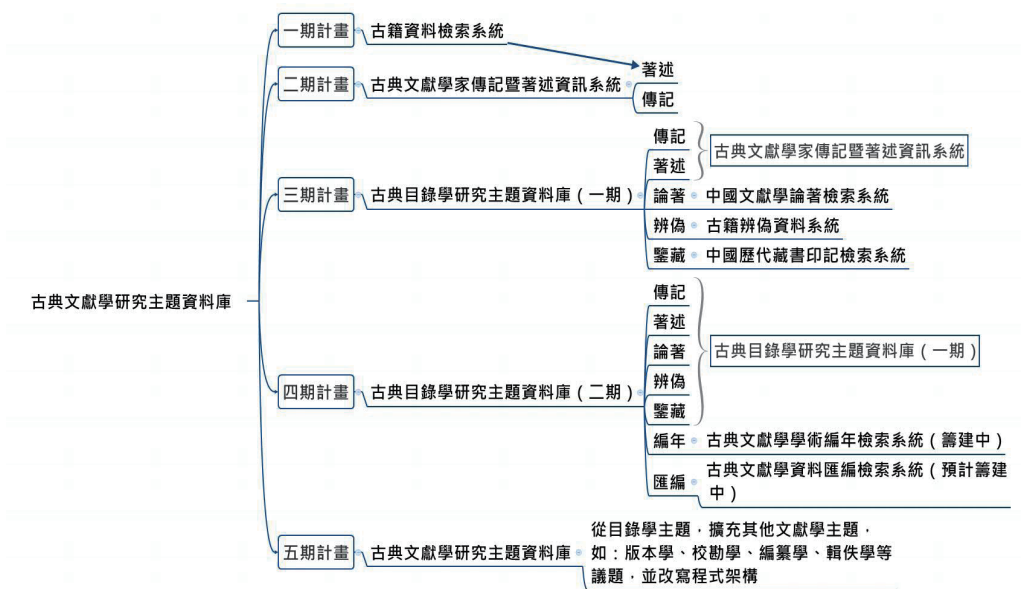 古典文獻學研究主題資料庫
一期計畫
古籍資料檢索系統
二期計畫
古典文獻學家傳記暨著述資訊系統
著述
傳記
三期計畫
古典目錄學研究主題資料庫(一期)
傳記
著述
古典文獻學家傳記暨著述資訊系統
論著
中國文獻學論著檢索系統
辨偽
古籍辨偽資料系統
鑒藏
中國歷代藏書印記檢索系統
四期計畫
古典目錄學研究主題資料庫(二期)
傳記
著述
論著
辨偽
鑒藏
古典目錄學研究主題資料庫(一期)
編年
古典文獻學學術編年檢索系統(籌建中)
匯編
古典文獻學資料匯編檢索系統(預計籌建
中)
五期計畫
古典文獻學研究主題資料庫
從目錄學主題,擴充其他文獻學主題,
如:版本學、校勘學、編纂學、輯佚學等
議題,並改寫程式架構